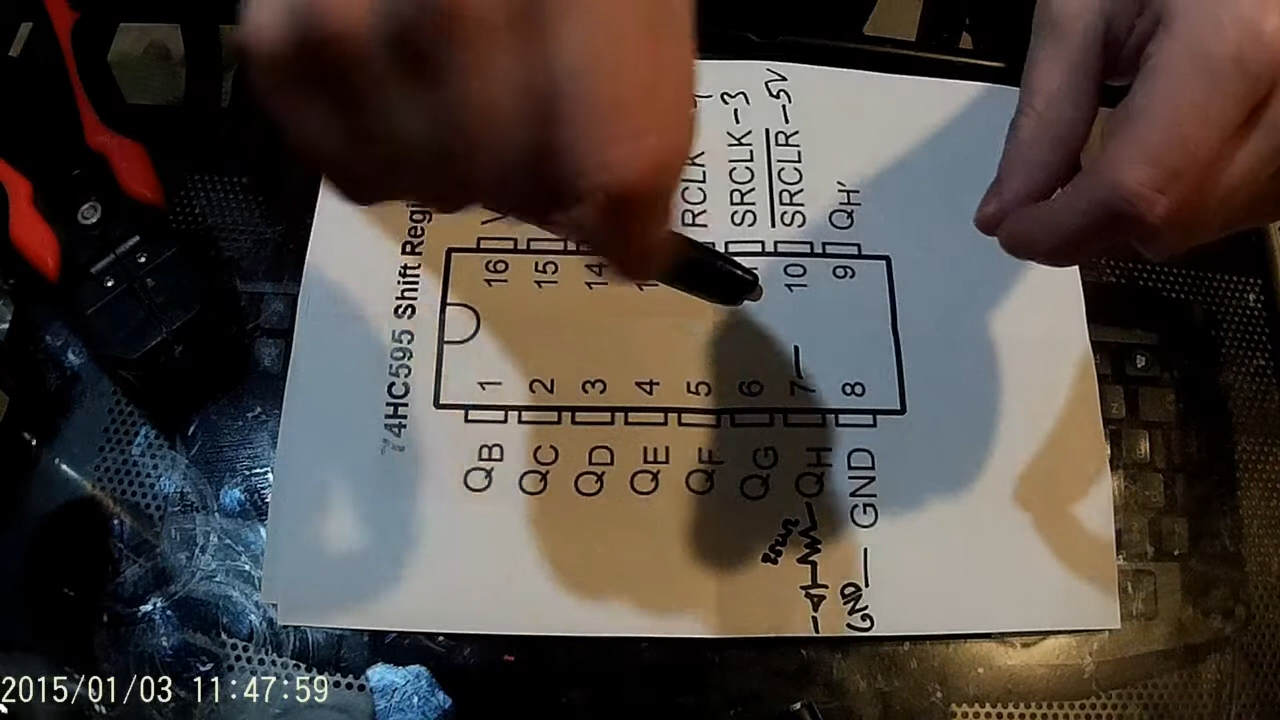 74HC595 Shift Regi
RCLK
SRCLK - 3
SRCLR - 5V
QH'
16
15
14
10
9
1
2
3
4
5
6
7
8
QB
QC
QD
QE
QF
QG
QH
GND
GND
2015/01/03 11:47:59